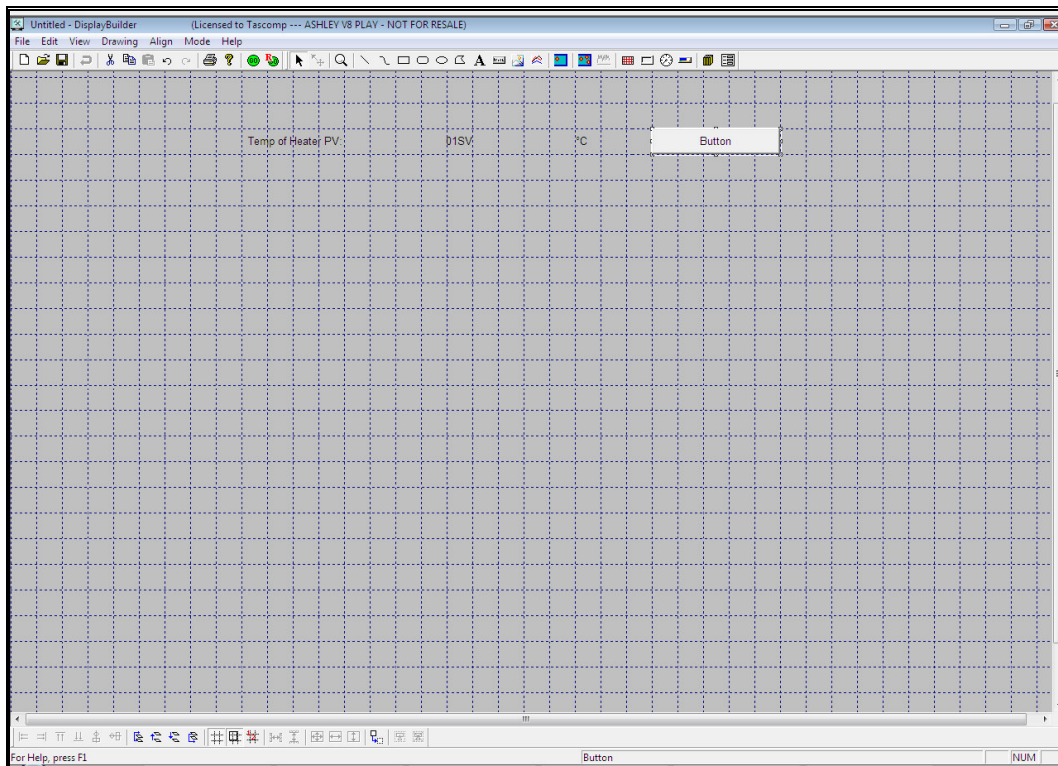 Untitled - DisplayBuilder (Licensed to Tascomp --- ASHLEY V8 PLAY - NOT FOR RESALE)
File Edit View Drawing Align Mode Help
Temp of Heater PV: 01SV °C Button
For Help, press F1 Button NUM